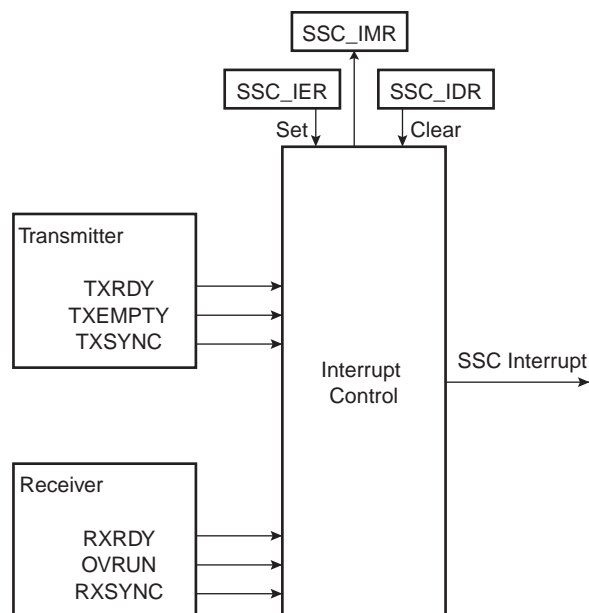 SSC_IMR
SSC_IER
SSC_IDR
Set
Clear
Transmitter
TXRDY
TXEMPTY
TXSYNC
Interrupt
Control
SSC Interrupt
Receiver
RXRDY
OVRUN
RXSYNC